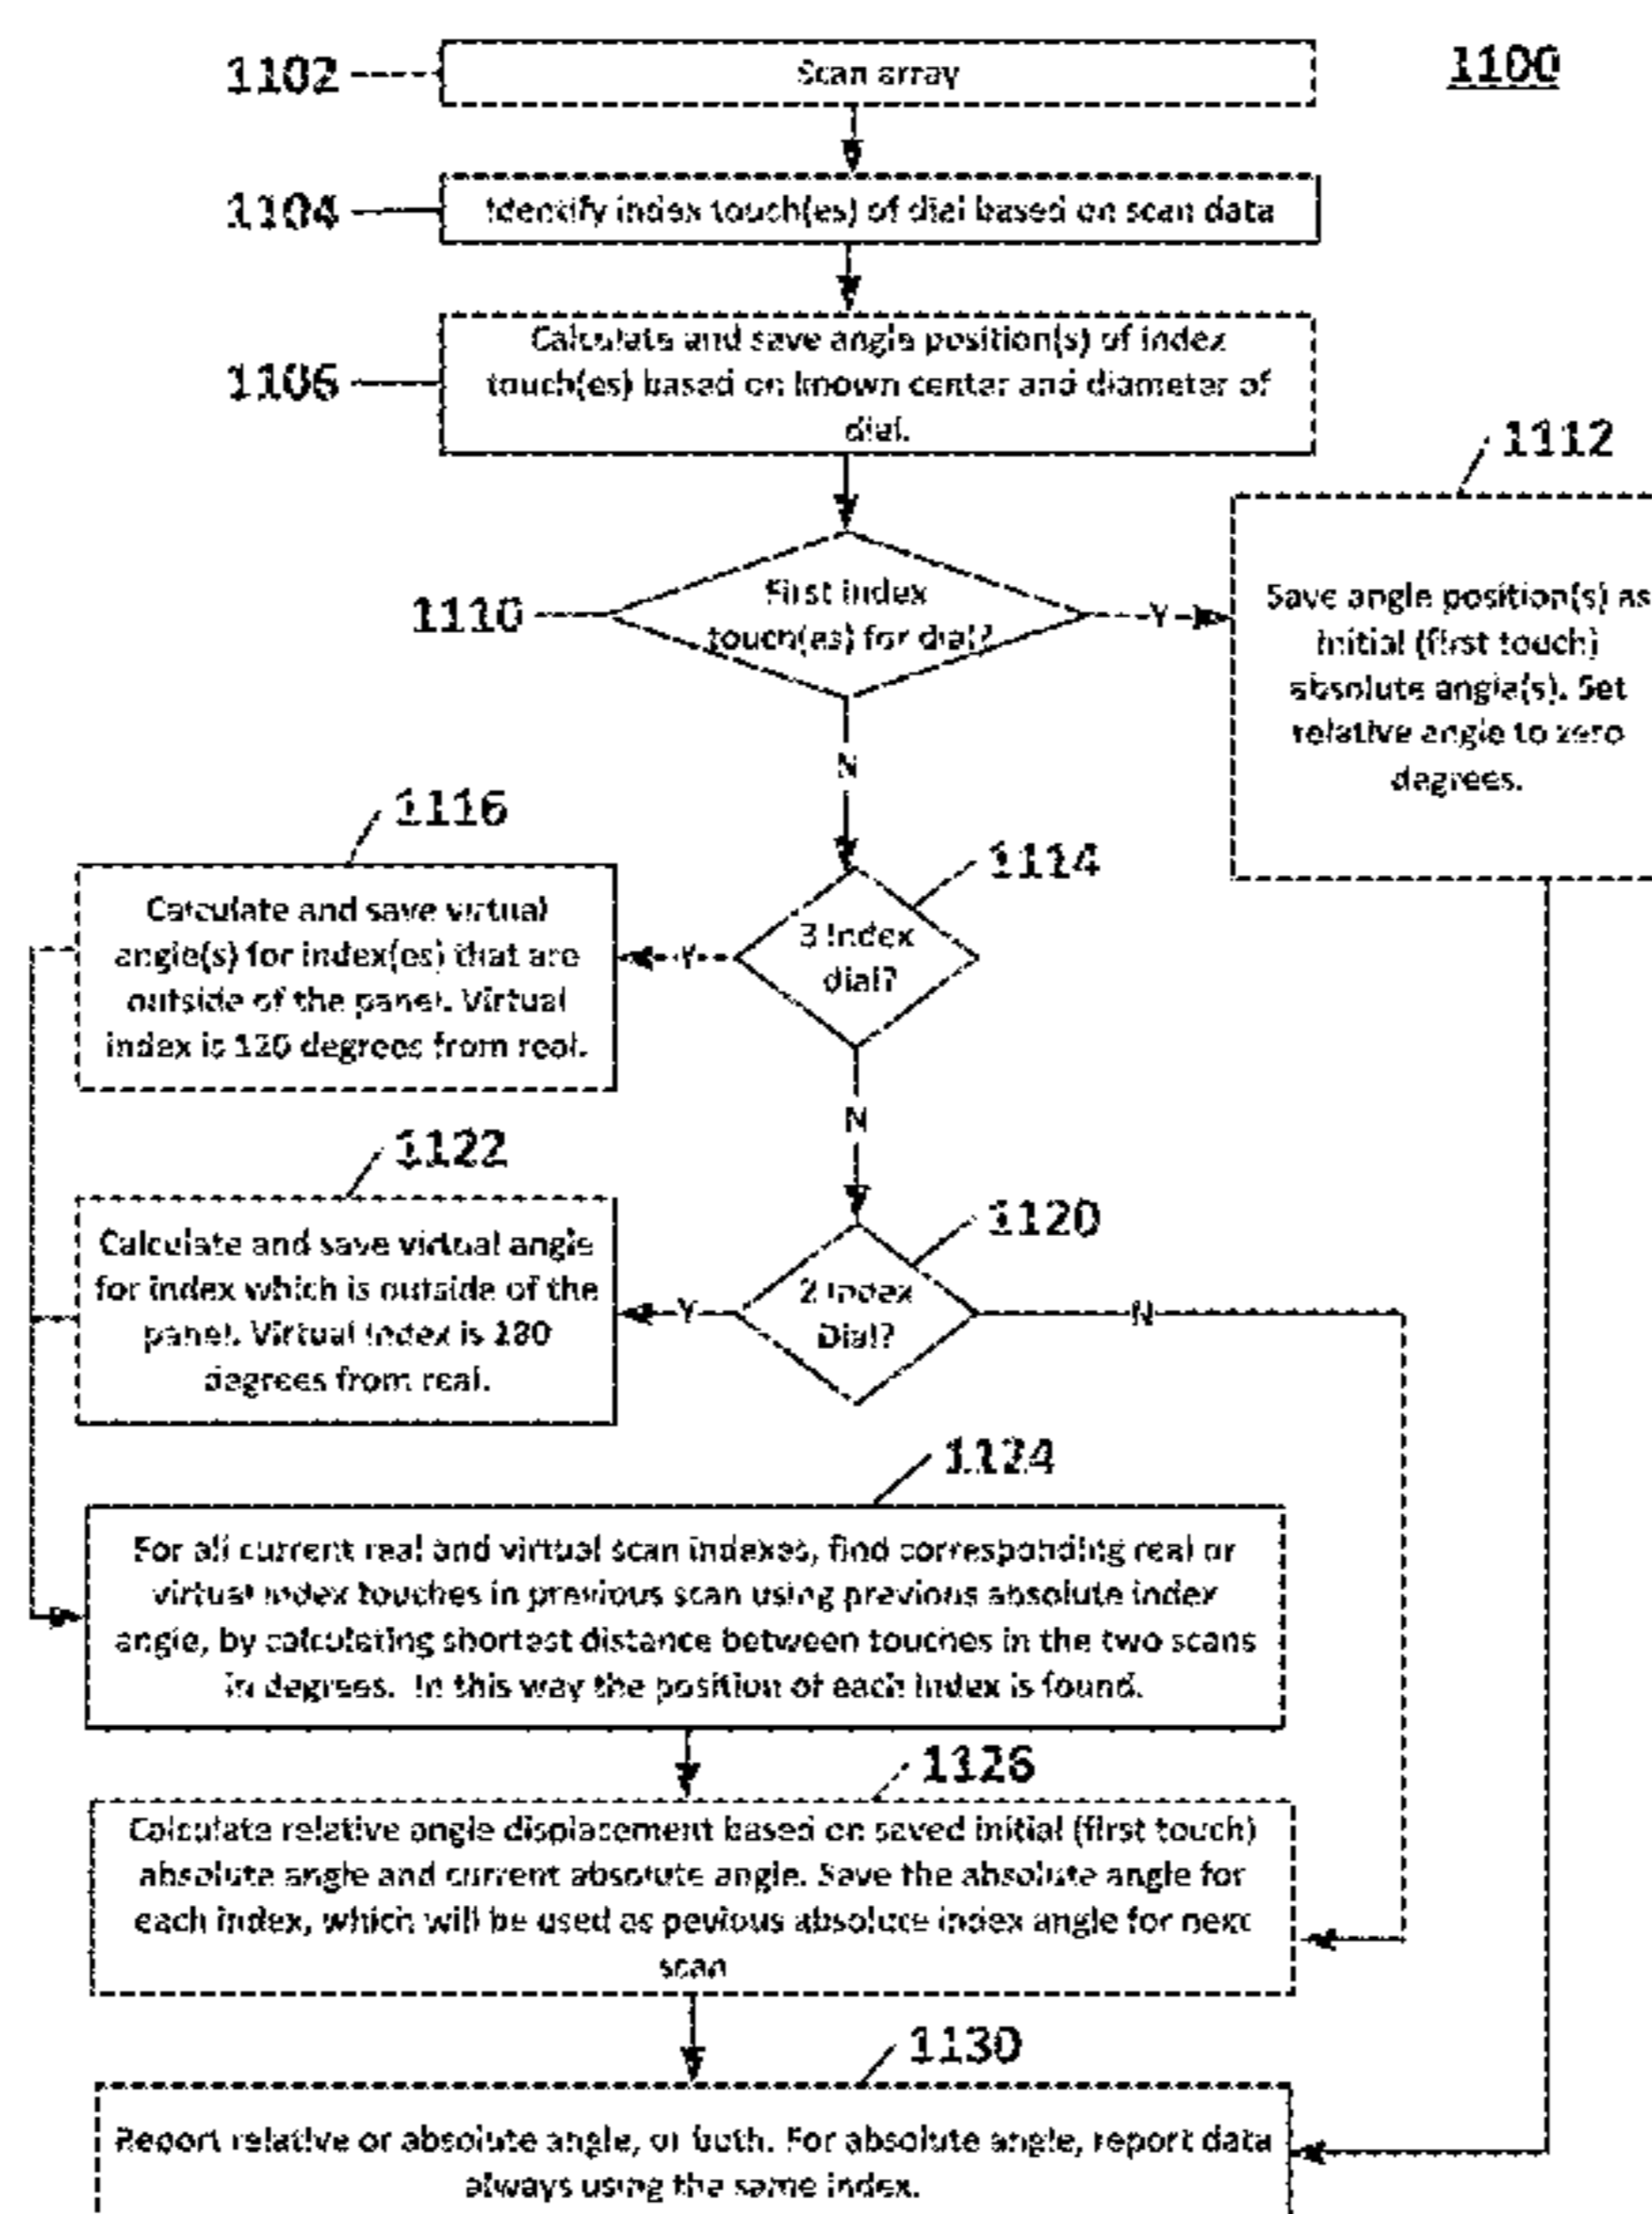 1100
1102
Scan array
1104
Identify index touch(es) of dial based on scan data
1106
Calculate and save angle position(s) of index
touch(es) based on known center and diameter of
dial.
1110
First index
touch(es) for dial?
Y
1112
Save angle position(s) as
initial (first touch)
absolute angle(s). Set
relative angle to zero
degrees.
N
1114
3 Index
dial?
Y
1116
Calculate and save virtual
angle(s) for index(es) that are
outside of the panel. Virtual
index is 120 degrees from real.
N
1120
2 Index
Dial?
Y
N
1122
Calculate and save virtual angle
for index which is outside of the
panel. Virtual Index is 180
degrees from real.
1124
For all current real and virtual scan indexes, find corresponding real or
virtual index touches in previous scan using previous absolute index
angle, by calculating shortest distance between touches in the two scans
in degrees. In this way the position of each index is found.
1126
Calculate relative angle displacement based on saved initial (first touch)
absolute angle and current absolute angle. Save the absolute angle for
each index, which will be used as pevious absolute index angle for next
scan
1130
Report relative or absolute angle, or both. For absolute angle, report data
always using the same index.